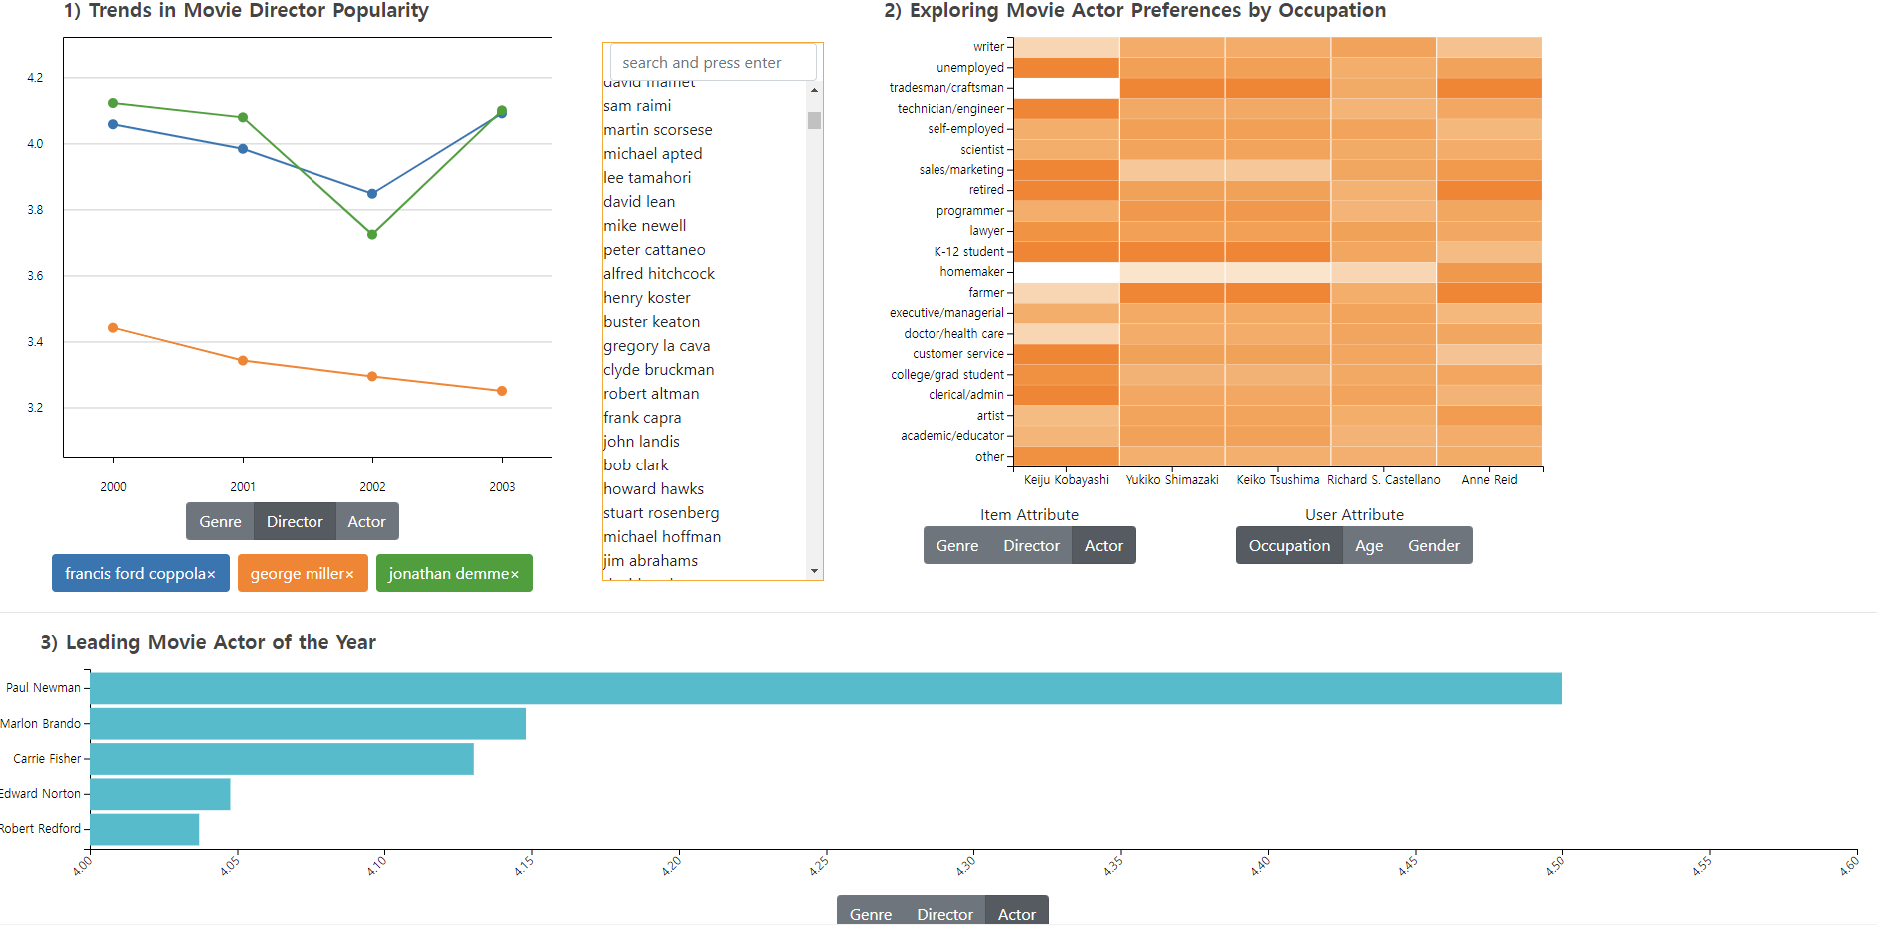 1) Trends in Movie Director Popularity
4.2
4.0
3.8
3.6
3.4
3.2
2000 2001 2002 2003
Genre Director Actor
francis ford coppola× george miller× jonathan demme×
search and press enter
david mamet
sam raimi
martin scorsese
michael apted
lee tamahori
david lean
mike newell
peter cattaneo
alfred hitchcock
henry koster
buster keaton
gregory la cava
clyde bruckman
robert altman
frank capra
john landis
bob clark
howard hawks
stuart rosenberg
michael hoffman
jim abrahams
2) Exploring Movie Actor Preferences by Occupation
writer
unemployed
tradesman/craftsman
technician/engineer
self-employed
scientist
sales/marketing
retired
programmer
lawyer
K-12 student
homemaker
farmer
executive/managerial
doctor/health care
customer service
college/grad student
clerical/admin
artist
academic/educator
other
Keiju Kobayashi Yukiko Shimazaki Keiko Tsushima Richard S. Castellano Anne Reid
Item Attribute User Attribute
Genre Director Actor Occupation Age Gender
3) Leading Movie Actor of the Year
Paul Newman
Marlon Brando
Carrie Fisher
Edward Norton
Robert Redford
4.00 4.05 4.10 4.15 4.20 4.25 4.30 4.35 4.40 4.45 4.50 4.55 4.60
Genre Director Actor